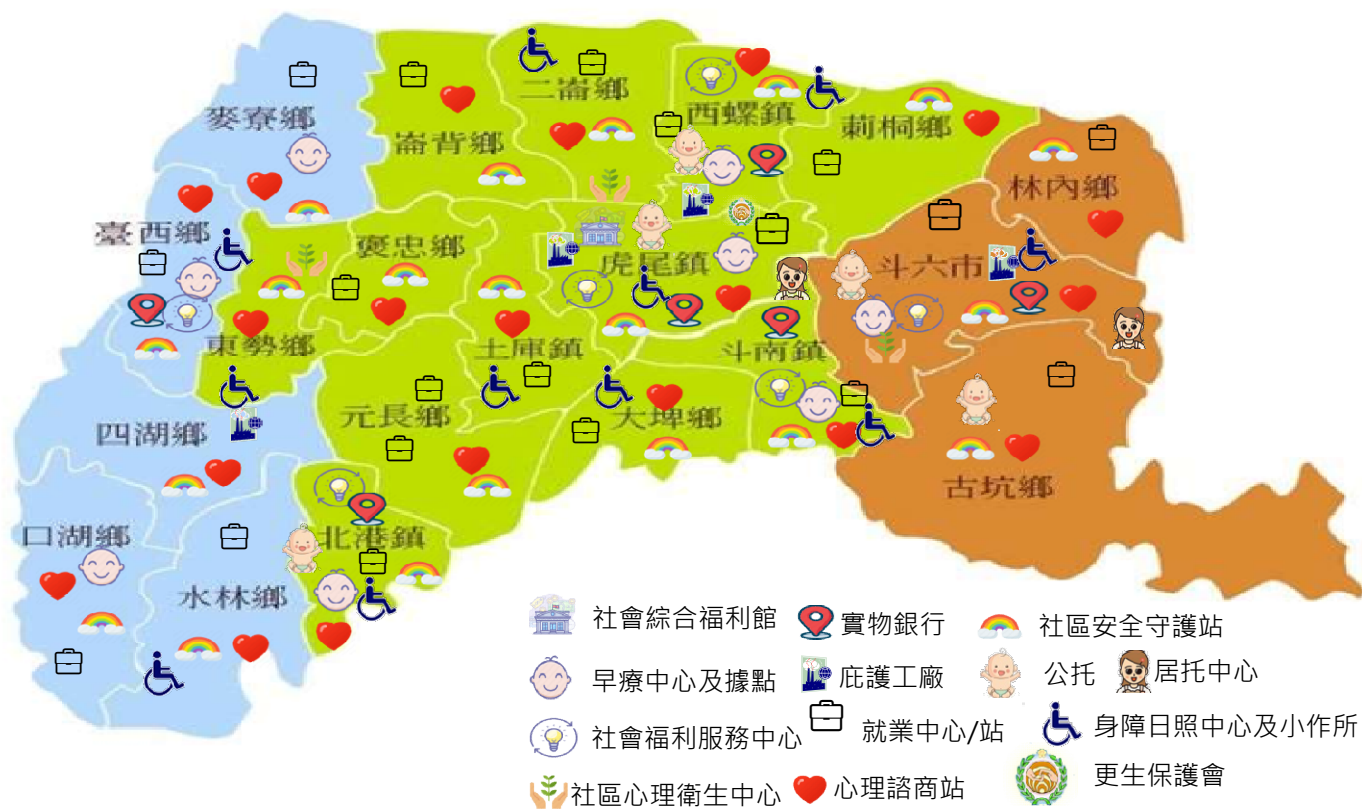 二崙鄉
麥寮鄉
崙背鄉
西螺鎮
莿桐鄉
林內鄉
臺西鄉
褒忠鄉
虎尾鎮
斗六市
東勢鄉
土庫鎮
斗南鎮
四湖鄉
元長鄉
大埤鄉
古坑鄉
口湖鄉
北港鎮
水林鄉
社會綜合福利館
實物銀行
社區安全守護站
早療中心及據點
庇護工廠
公托
居托中心
社會福利服務中心
就業中心/站
身障日照中心及小作所
社區心理衛生中心
心理諮商站
更生保護會